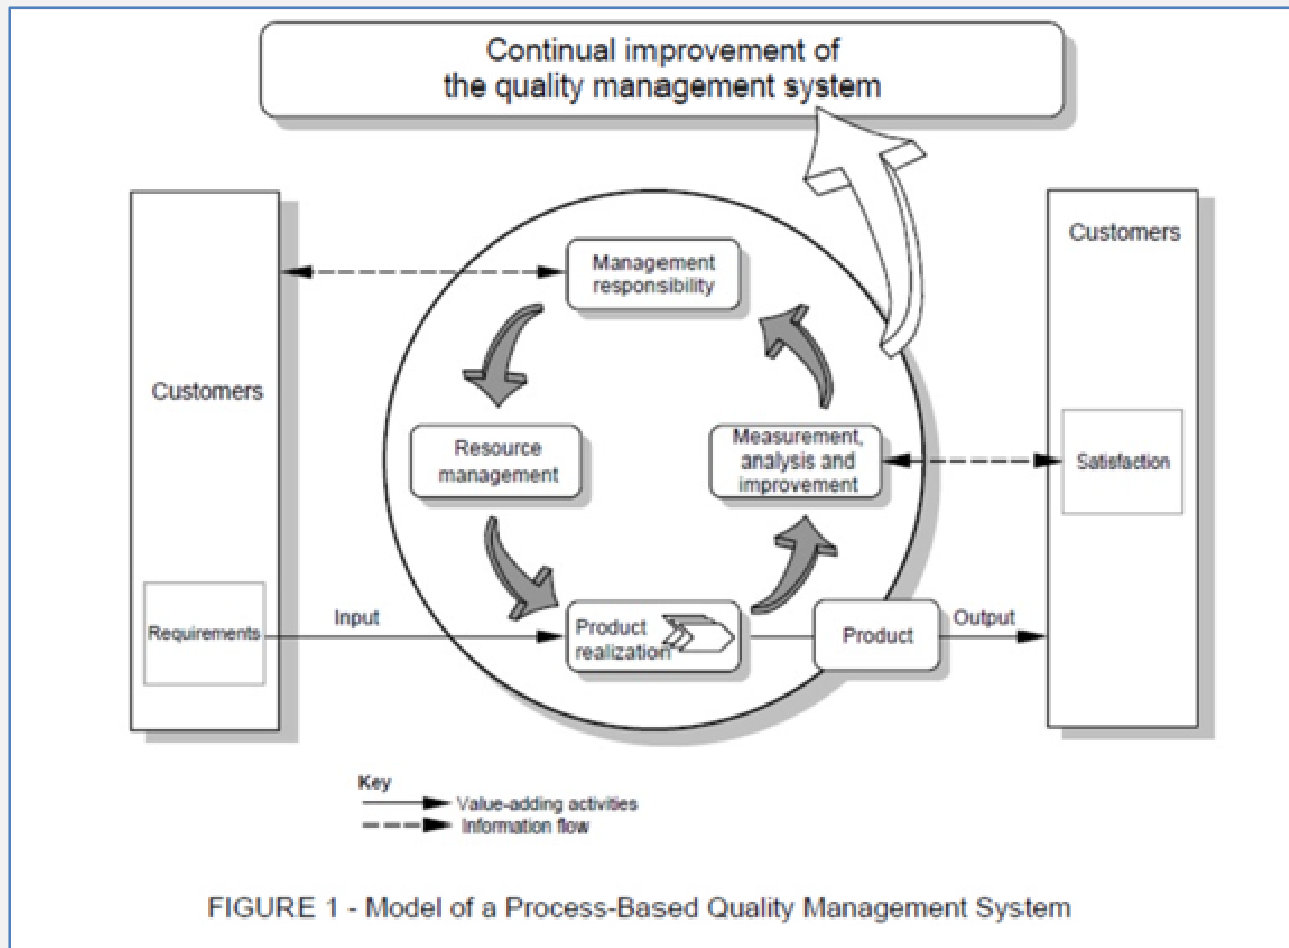 Continual improvement of
the quality management system
Customers
Management
responsibility
Customers
Resource
management
Measurement,
analysis and
improvement
Satisfaction
Requirements
Input
Product
realization
Product
Output
Key
Value-adding activities
Information flow
FIGURE 1 - Model of a Process-Based Quality Management System